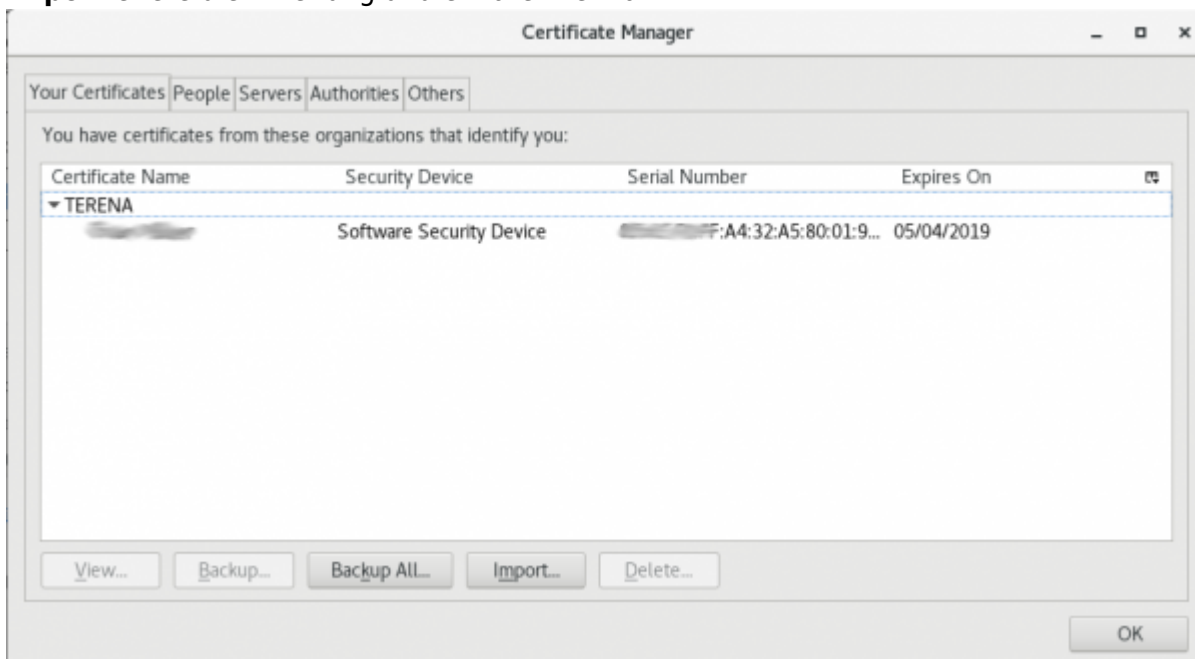 Certificate Manager
Your Certificates People Servers Authorities Others
You have certificates from these organizations that identify you:
Certificate Name Security Device Serial Number Expires On
TERENA
Software Security Device F:A4:32:A5:80:01:9... 05/04/2019
View... Backup... Backup All... Import... Delete...
OK